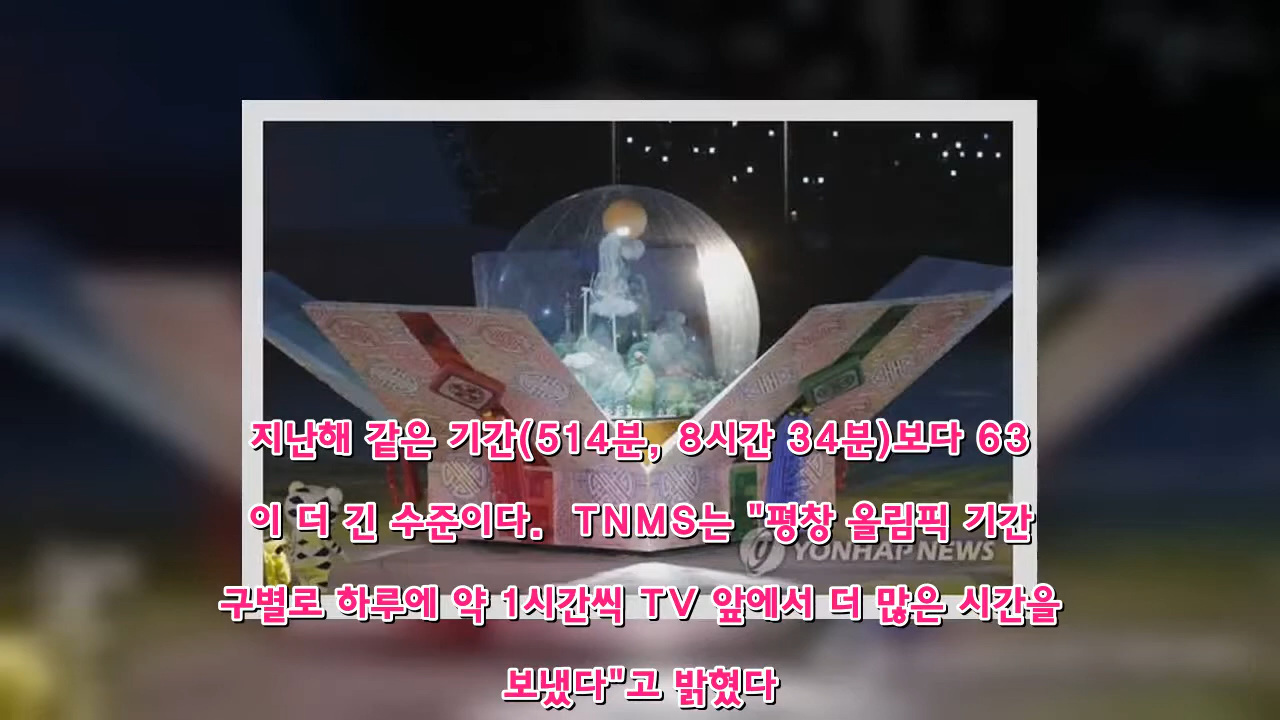 지난해 같은 기간(514분, 8시간 34분)보다 63
이 더 긴 수준이다. TNMS는 "평창 올림픽 기간
YONHAP NEWS
구별로 하루에 약 1시간씩 TV 앞에서 더 많은 시간을
보냈다"고 밝혔다